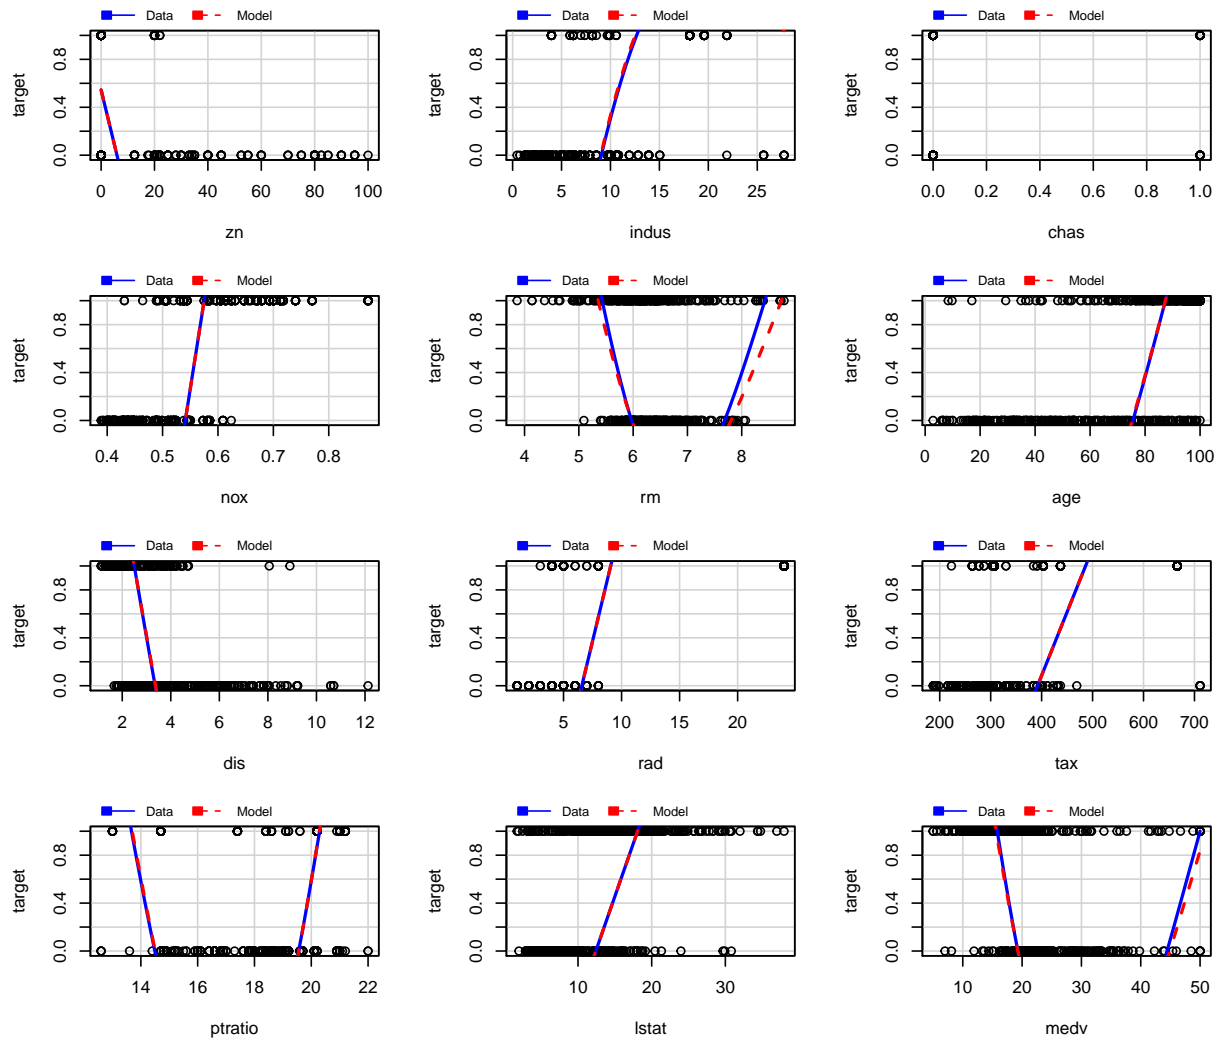 Data Model
target
0.0 0.4 0.8
0 20 40 60 80 100
zn
Data Model
target
0.0 0.4 0.8
0 5 10 15 20 25
indus
Data Model
target
0.0 0.4 0.8
0.0 0.2 0.4 0.6 0.8 1.0
chas
Data Model
target
0.0 0.4 0.8
0.4 0.5 0.6 0.7 0.8
nox
Data Model
target
0.0 0.4 0.8
4 5 6 7 8
rm
Data Model
target
0.0 0.4 0.8
0 20 40 60 80 100
age
Data Model
target
0.0 0.4 0.8
2 4 6 8 10 12
dis
Data Model
target
0.0 0.4 0.8
5 10 15 20
rad
Data Model
target
0.0 0.4 0.8
200 300 400 500 600 700
tax
Data Model
target
0.0 0.4 0.8
14 16 18 20 22
ptratio
Data Model
target
0.0 0.4 0.8
10 20 30
lstat
Data Model
target
0.0 0.4 0.8
10 20 30 40 50
medv